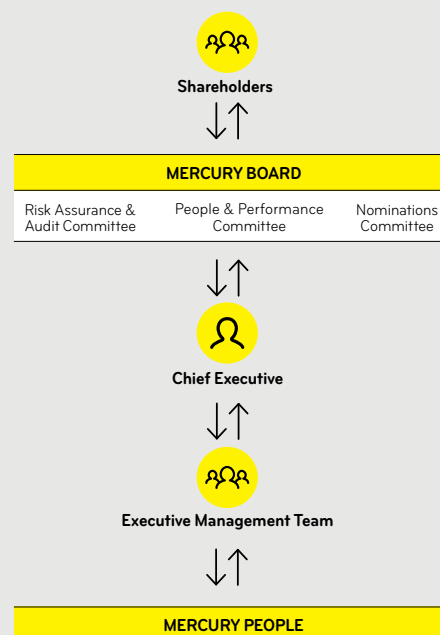 Shareholders
MERCURY BOARD
Risk Assurance &
Audit Committee
People & Performance
Committee
Nominations
Committee
Chief Executive
Executive Management Team
MERCURY PEOPLE